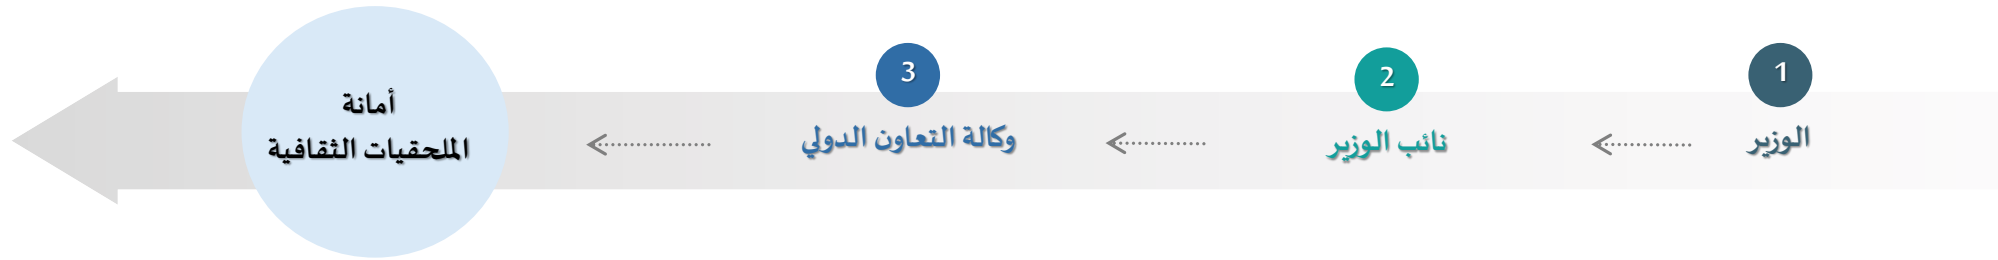 1
الوزير
2
نائب الوزير
3
وكالة التعاون الدولي
أمانة
الملحقيات الثقافية